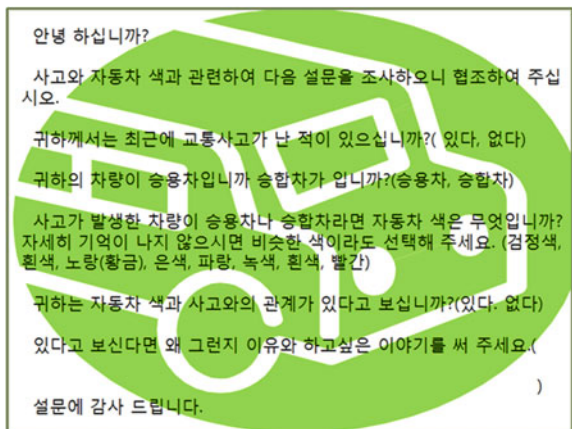 안녕 하십니까?
사고와 자동차 색과 관련하여 다음 설문을 조사하오니 협조하여 주십
시오.
귀하께서는 최근에 교통사고가 난 적이 있으십니까?( 있다, 없다)
귀하의 차량이 승용차입니까 승합차가 입니까?(승용차, 승합차)
사고가 발생한 차량이 승용차나 승합차라면 자동차 색은 무엇입니까?
자세히 기억이 나지 않으시면 비슷한 색이라도 선택해 주세요. (검정색,
흰색, 노랑(황금), 은색, 파랑, 녹색, 흰색, 빨간)
귀하는 자동차 색과 사고와의 관계가 있다고 보십니까?(있다. 없다)
있다고 보신다면 왜 그런지 이유와 하고싶은 이야기를 써 주세요.(
)
설문에 감사 드립니다.